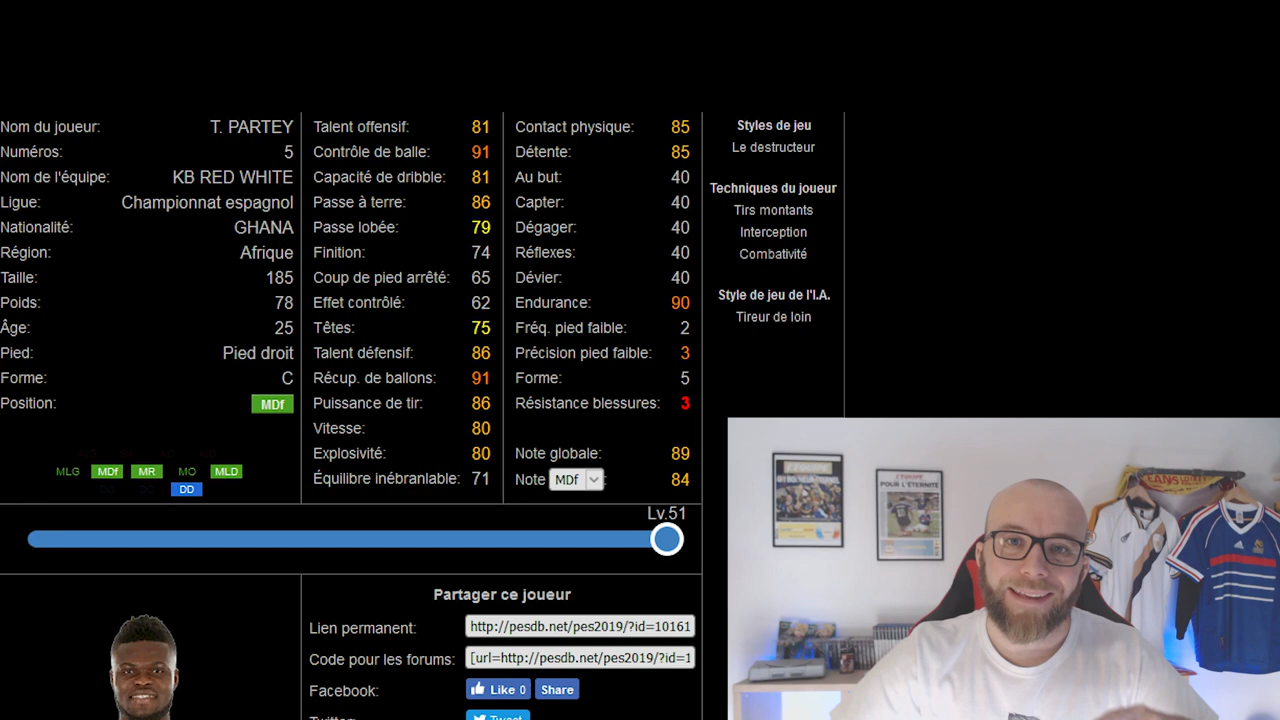 Nom du joueur: T. PARTEY
Numéros: 5
Nom de l'équipe: KB RED WHITE
Ligue: Championnat espagnol
Nationalité: GHANA
Région: Afrique
Taille: 185
Poids: 78
Âge: 25
Pied: Pied droit
Forme: C
Position: MDf
MLG MDf MR MO MLD
DD
Talent offensif: 81
Contrôle de balle: 91
Capacité de dribble: 81
Passe à terre: 86
Passe lobée: 79
Finition: 74
Coup de pied arrêté: 65
Effet contrôlé: 62
Têtes: 75
Talent défensif: 86
Récup. de ballons: 91
Puissance de tir: 86
Vitesse: 80
Explosivité: 80
Équilibre inébranlable: 71
Contact physique: 85
Détente: 85
Au but: 40
Capter: 40
Dégager: 40
Réflexes: 40
Dévier: 40
Endurance: 90
Fréq. pied faible: 2
Précision pied faible: 3
Forme: 5
Résistance blessures: 3
Note globale: 89
Note MDf : 84
Styles de jeu
Le destructeur
Techniques du joueur
Tirs montants
Interception
Combativité
Style de jeu de l'I.A.
Tireur de loin
Lv.51
Partager ce joueur
Lien permanent: http://pesdb.net/pes2019/?id=10161
Code pour les forums: [url=http://pesdb.net/pes2019/?id=1
Facebook: Like 0 Share
Twitter: Tweet
L'ÉQUIPE
POUR L'ÉTERNITÉ